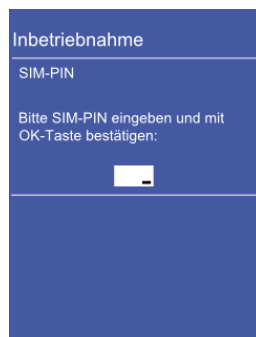 Inbetriebnahme
SIM-PIN
Bitte SIM-PIN eingeben und mit
OK-Taste bestätigen: